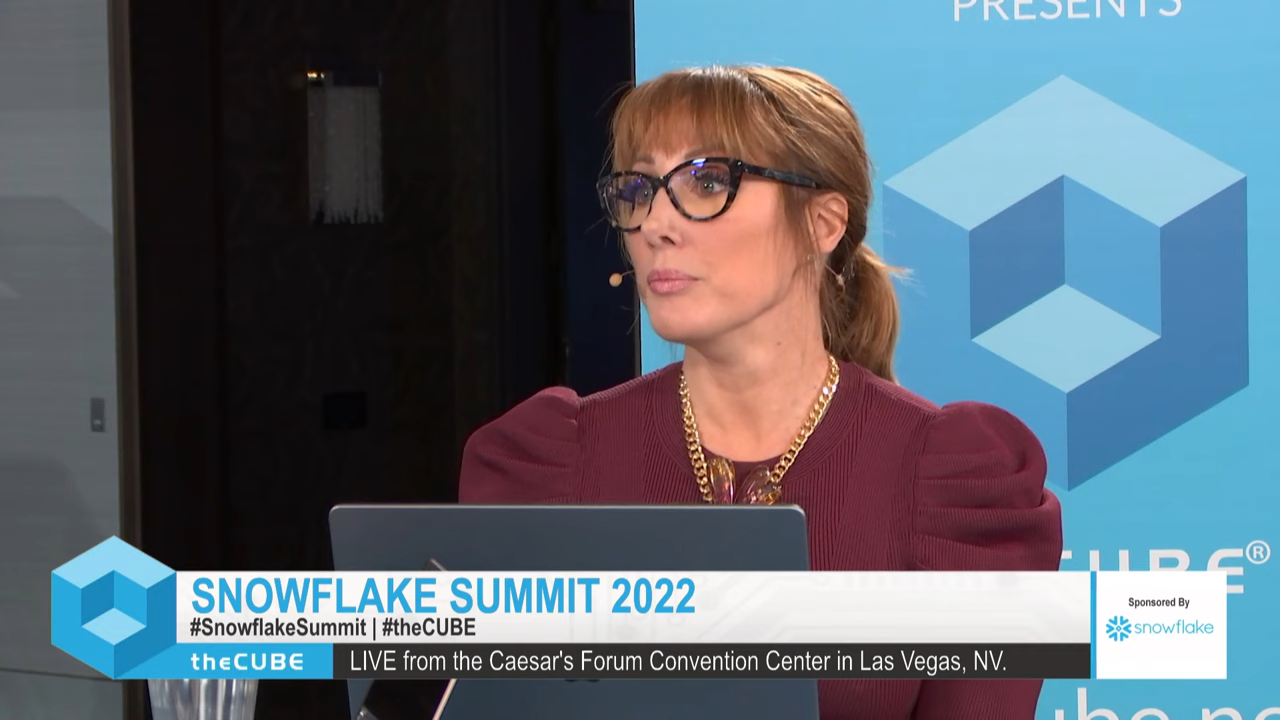 PRESENTS
CUBE®
SNOWFLAKE SUMMIT 2022
#SnowflakeSummit | #theCUBE
theCUBE
LIVE from the Caesar's Forum Convention Center in Las Vegas, NV.
Sponsored By
snowflake